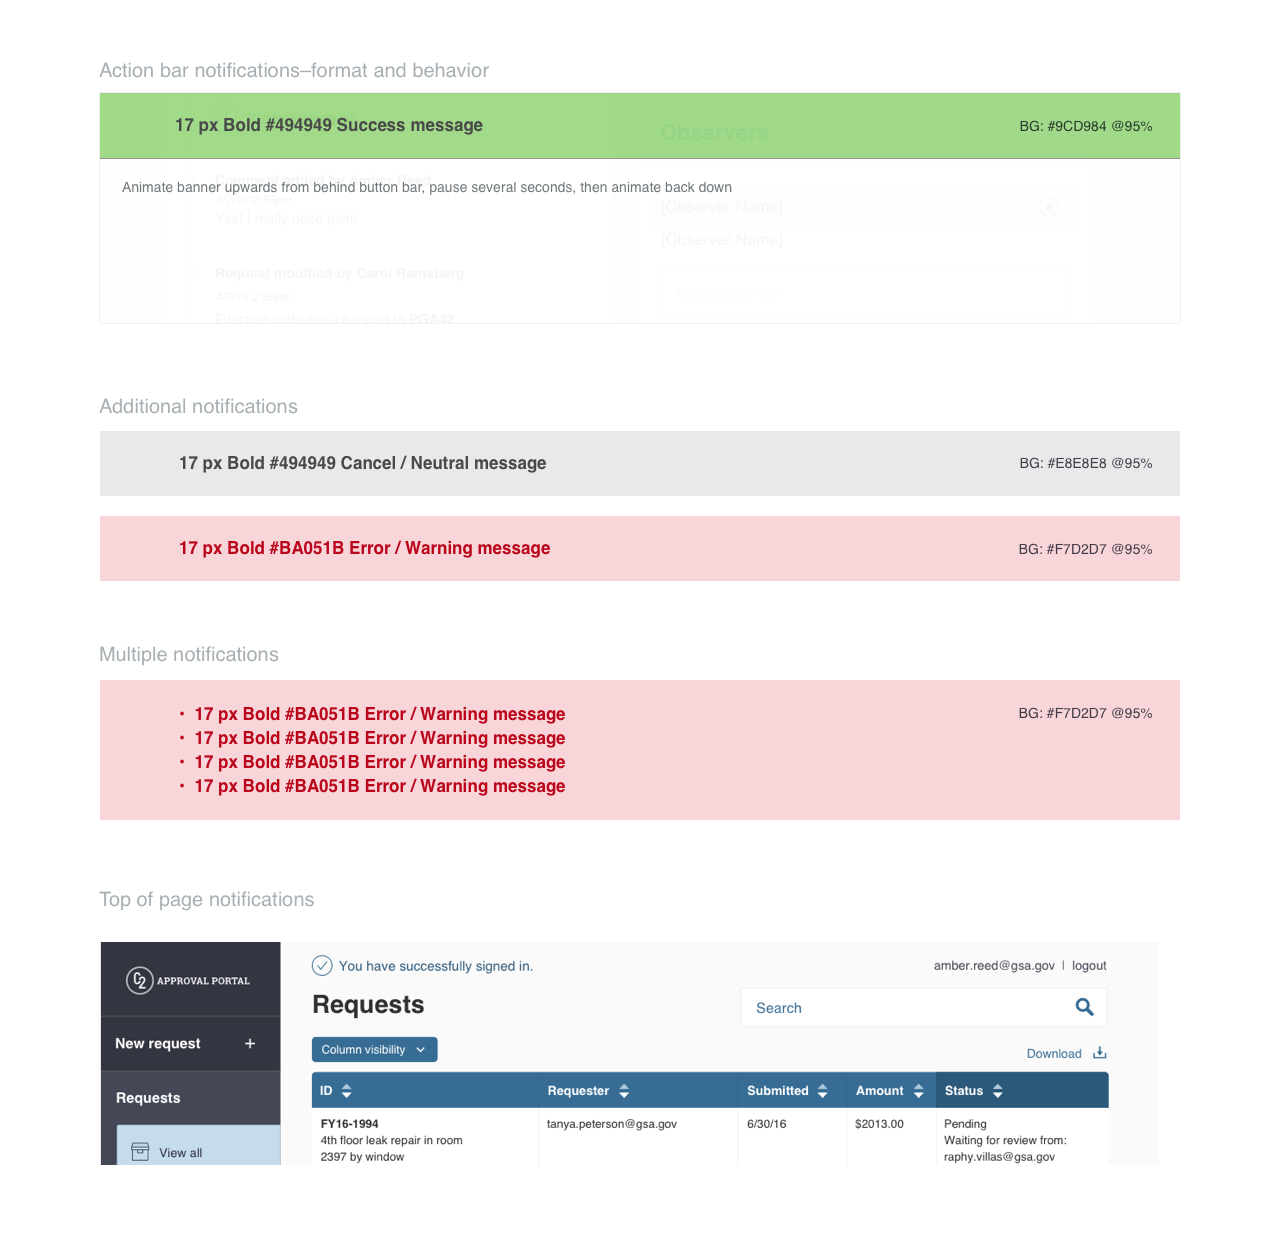 Action bar notifications–format and behavior
17 px Bold #494949 Success message
Observers
BG: #9CD984 @95%
Comment added by Amber Reed
Animate banner upwards from behind button bar, pause several seconds, then animate back down
4/7/16 2:55pm
[Observer Name]
Yes! I really need paint
[Observer Name]
Request modified by Carol Remsberg
4/7/16 2:55pm
Function code was changed to PGA42
Additional notifications
17 px Bold #494949 Cancel / Neutral message
BG: #E8E8E8 @95%
17 px Bold #BA051B Error / Warning message
BG: #F7D2D7 @95%
Multiple notifications
• 17 px Bold #BA051B Error / Warning message
BG: #F7D2D7 @95%
• 17 px Bold #BA051B Error / Warning message
• 17 px Bold #BA051B Error / Warning message
• 17 px Bold #BA051B Error / Warning message
Top of page notifications
C2 APPROVAL PORTAL
You have successfully signed in.
amber.reed@gsa.gov | logout
Requests
Search
New request +
Column visibility
Download
ID
Requester
Submitted
Amount
Status
Requests
FY16-1994
4th floor leak repair in room
2397 by window
tanya.peterson@gsa.gov
6/30/16
$2013.00
Pending
Waiting for review from:
raphy.villas@gsa.gov
View all